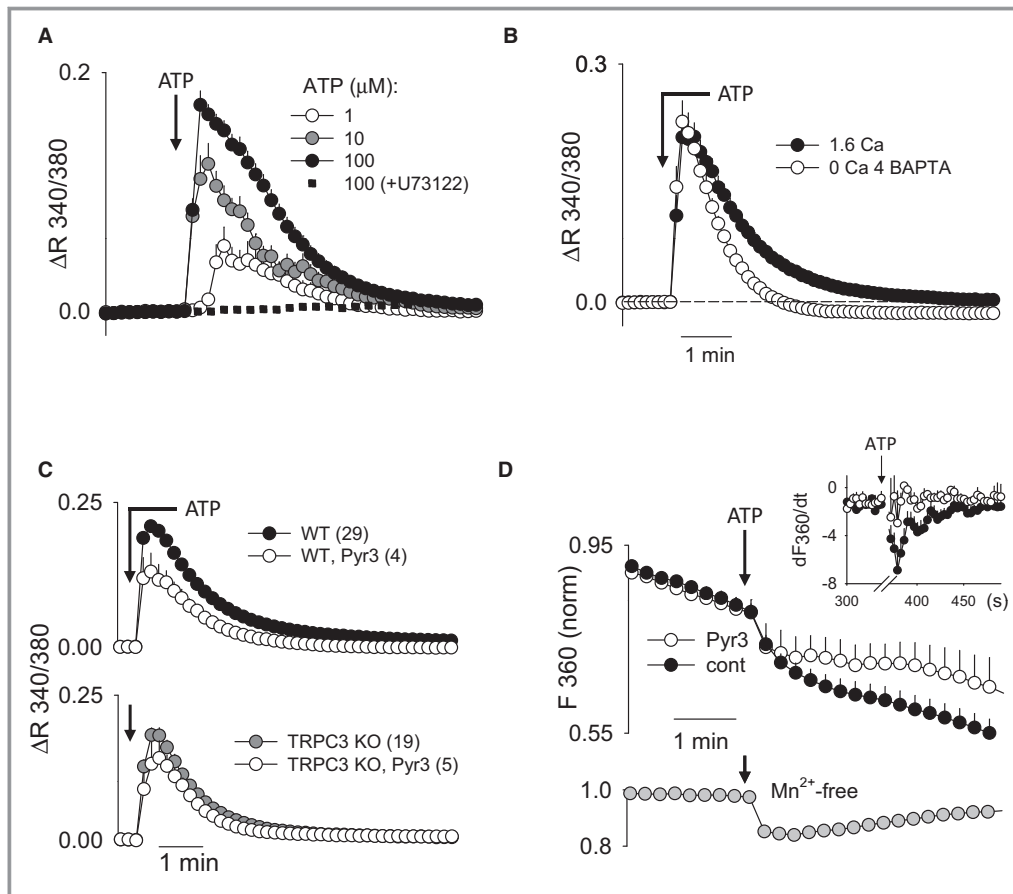 A
0.2
ATP
ATP (μM):
1
10
100
100 (+U73122)
ΔR 340/380
0.0
B
0.3
ATP
1.6 Ca
0 Ca 4 BAPTA
ΔR 340/380
0.0
1 min
C
0.25
ATP
WT (29)
WT, Pyr3 (4)
0.00
ΔR 340/380
0.25
TRPC3 KO (19)
TRPC3 KO, Pyr3 (5)
0.00
1 min
D
ATP
0
-4
-8
dF360/dt
300
400
450
(s)
ATP
0.95
F 360 (norm)
Pyr3
cont
1 min
0.55
1.0
Mn2+-free
0.8